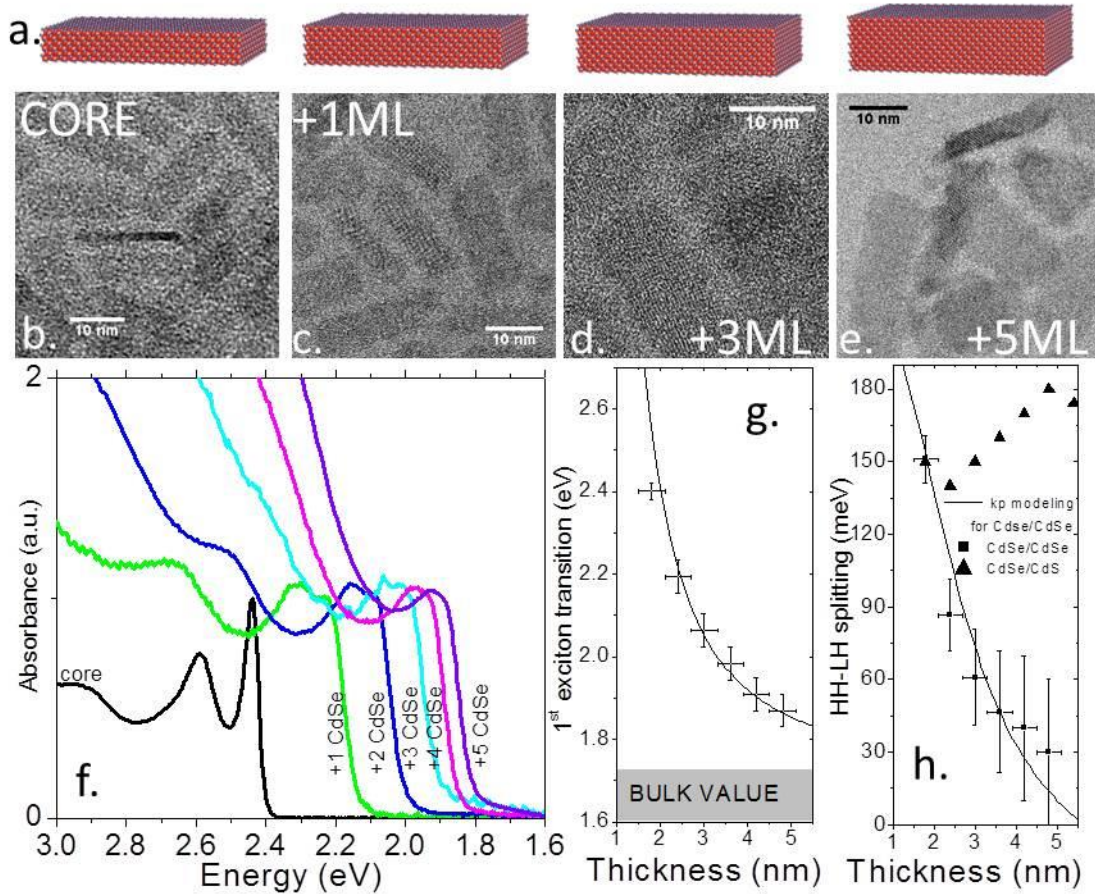 a.
CORE
10 nm
b.
+1ML
10 nm
c.
10 nm
d.
+3ML
10 nm
e.
+5ML
2
Absorbance (a.u.)
0
core
+1 CdSe
+2 CdSe
+3 CdSe
+4 CdSe
+5 CdSe
f.
3.0 2.8 2.6 2.4 2.2 2.0 1.8 1.6
Energy (eV)
g.
1st exciton transition (eV)
2.6
2.4
2.2
2.0
1.8
1.6
BULK VALUE
1 2 3 4 5
Thickness (nm)
h.
HH-LH splitting (meV)
180
150
120
90
60
30
0
kp modeling
for Cdse/CdSe
CdSe/CdSe
CdSe/CdS
1 2 3 4 5
Thickness (nm)